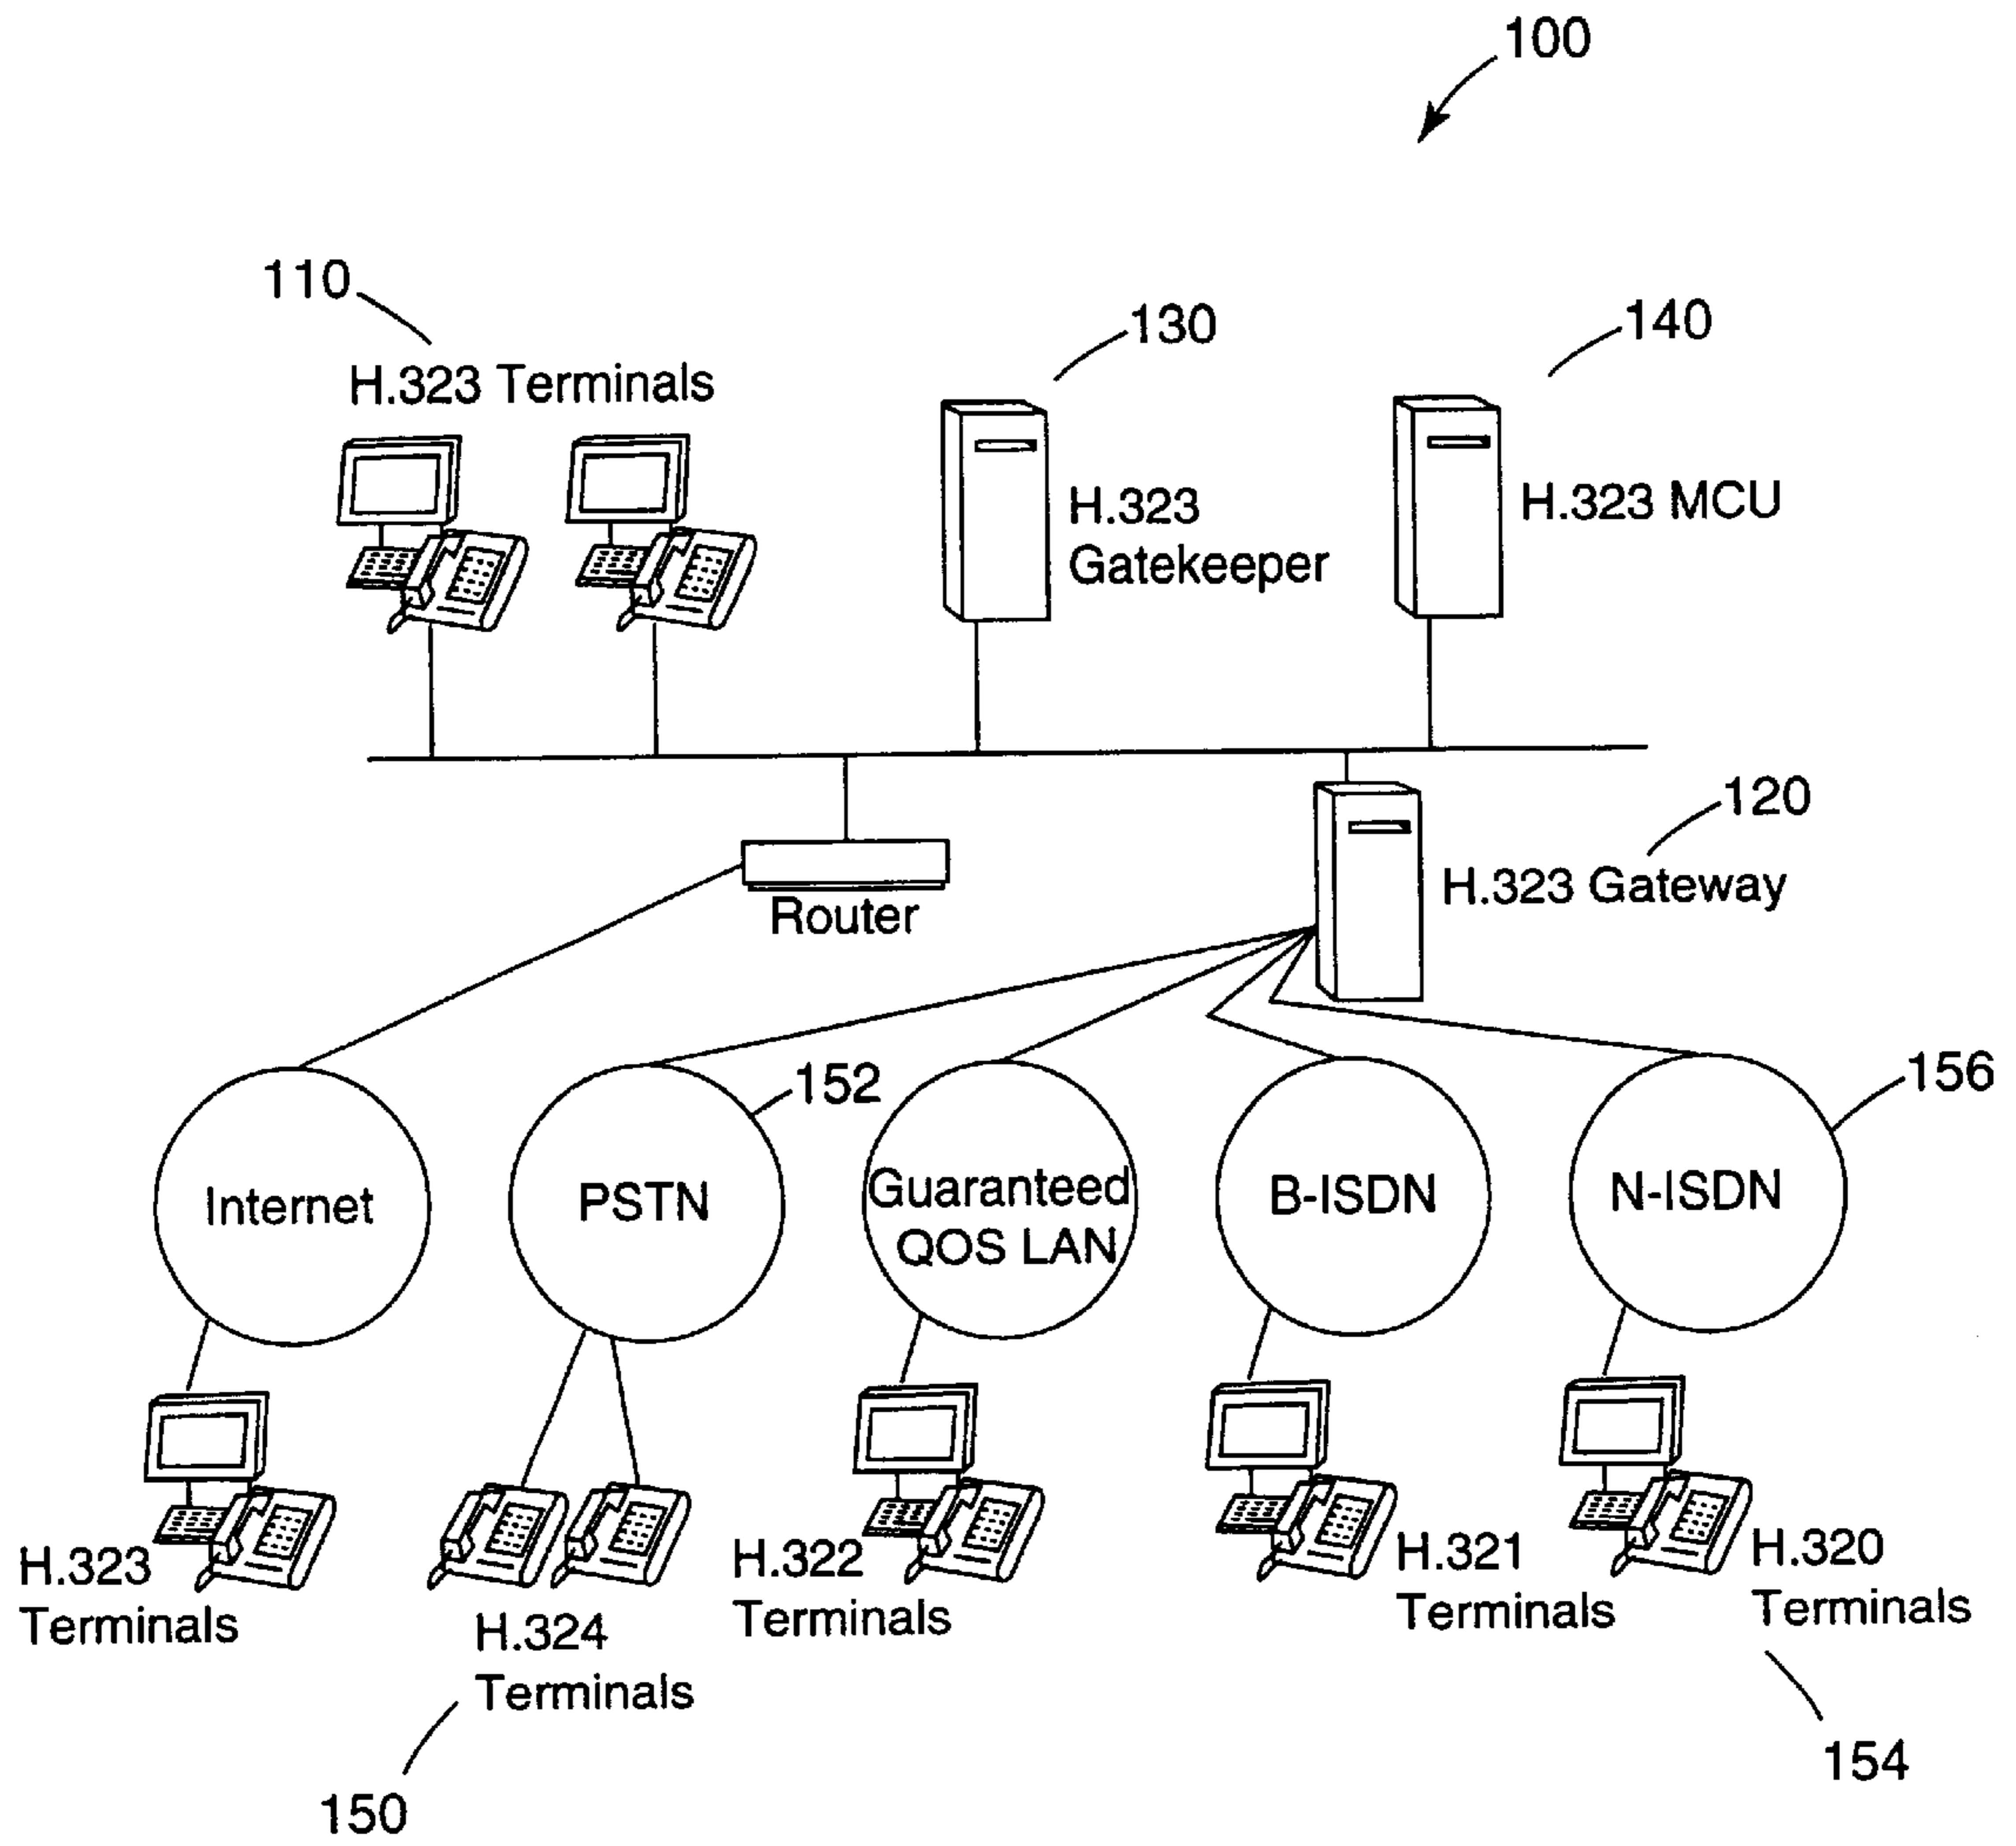 100
110
130
140
H.323 Terminals
H.323
Gatekeeper
H.323 MCU
120
H.323 Gateway
Router
152
156
Internet
PSTN
Guaranteed
QOS LAN
B-ISDN
N-ISDN
H.323
Terminals
H.324
Terminals
H.322
Terminals
H.321
Terminals
H.320
Terminals
150
154